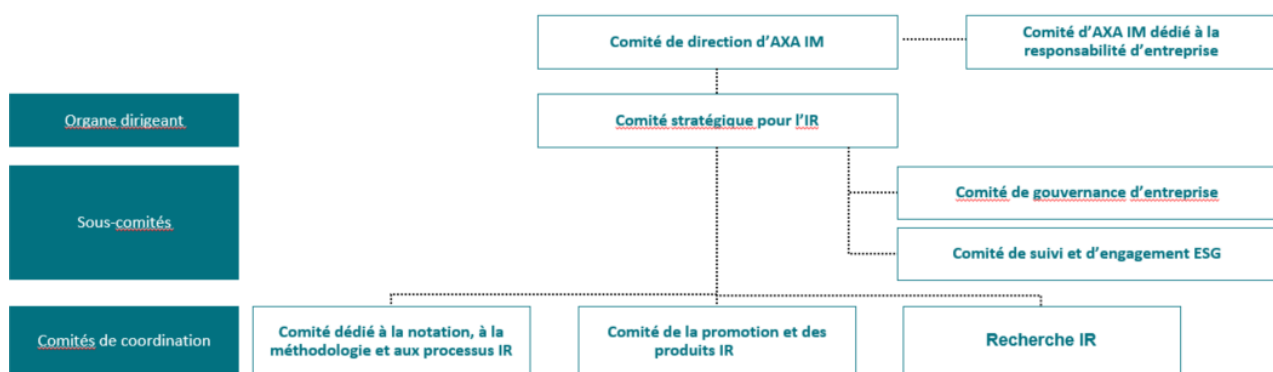 Comité de direction d’AXA IM
Comité d’AXA IM dédié à la
responsabilité d’entreprise
Organe dirigeant
Comité stratégique pour l’IR
Sous-comités
Comité de gouvernance d’entreprise
Comité de suivi et d’engagement ESG
Comités de coordination
Comité dédié à la notation, à la
méthodologie et aux processus IR
Comité de la promotion et des
produits IR
Recherche IR